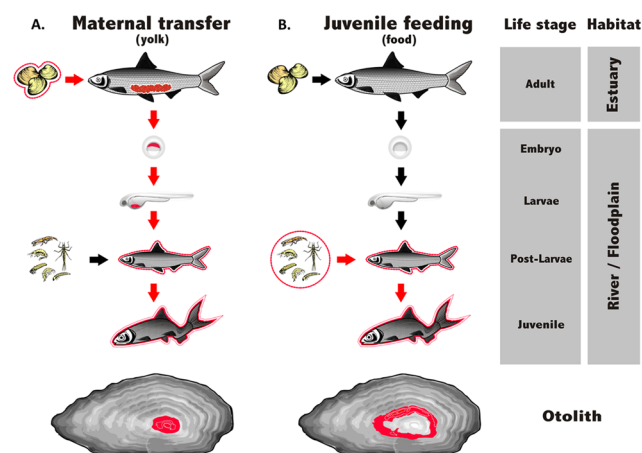 A. Maternal transfer
(yolk)
B. Juvenile feeding
(food)
Life stage
Habitat
Adult
Estuary
Embryo
Larvae
Post-Larvae
Juvenile
River / Floodplain
Otolith